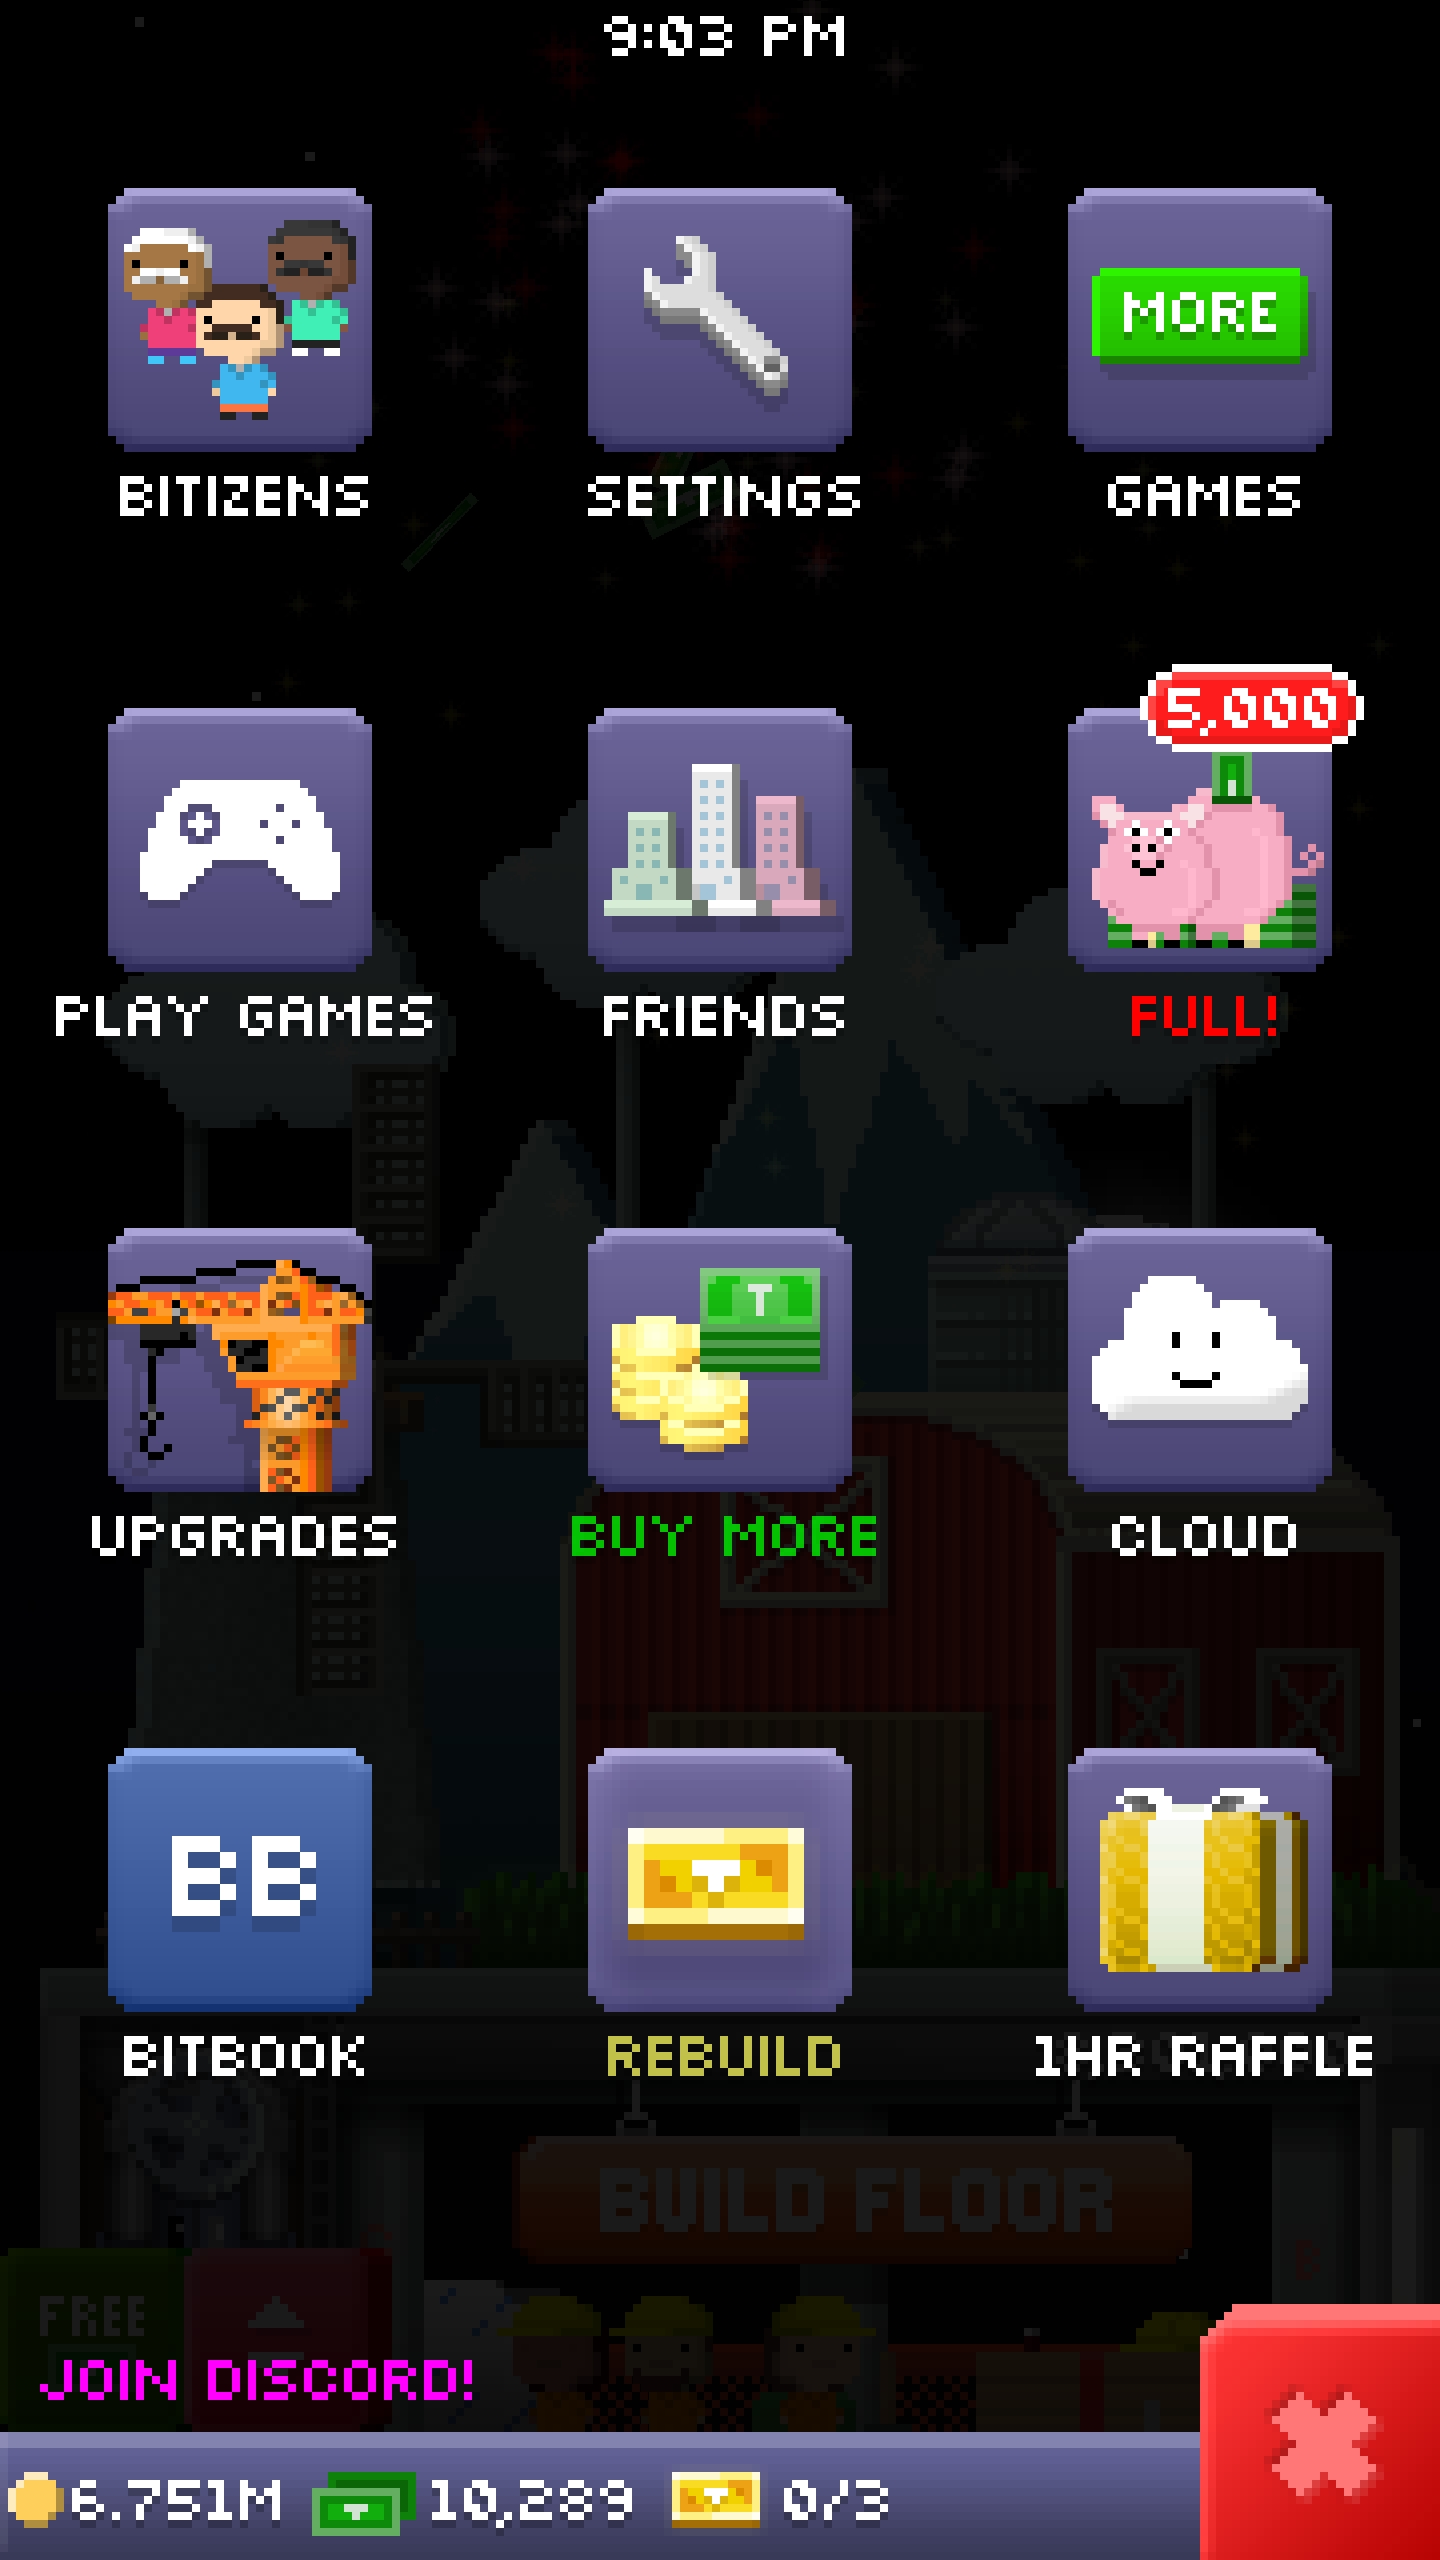 9:03 PM
MORE
BITIZENS
SETTINGS
GAMES
5,000
PLAY GAMES
FRIENDS
FULL!
T
UPGRADES
BUY MORE
CLOUD
BB
BITBOOK
REBUILD
1HR RAFFLE
BUILD FLOOR
FREE
JOIN DISCORD!
6.751M 10,289 0/3